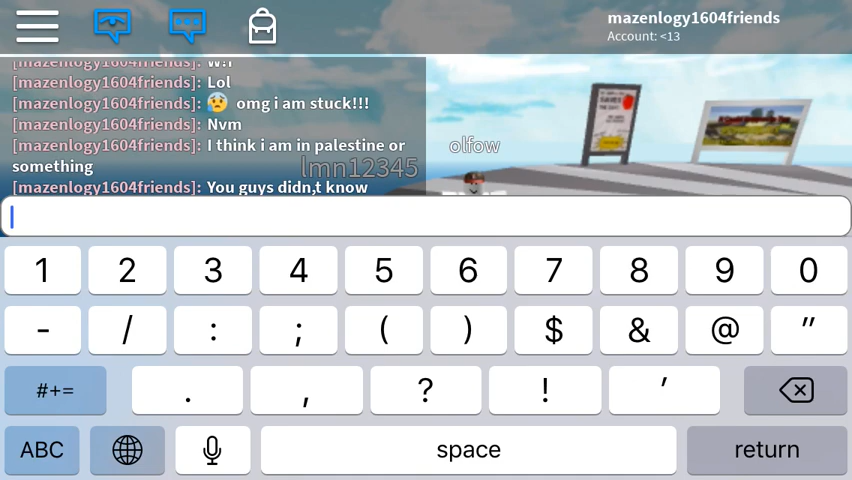 mazenlogy1604friends
Account: <13
[mazenlogy1604friends]:
[mazenlogy1604friends]: Lol
[mazenlogy1604friends]: 😰 omg i am stuck!!!
[mazenlogy1604friends]: Nvm
[mazenlogy1604friends]: I think i am in palestine or
something
[mazenlogy1604friends]: You guys didn,t know
lmn12345
olfow
1 2 3 4 5 6 7 8 9 0
- / : ; ( ) $ & @ "
#+= . , ? ! '
ABC space return